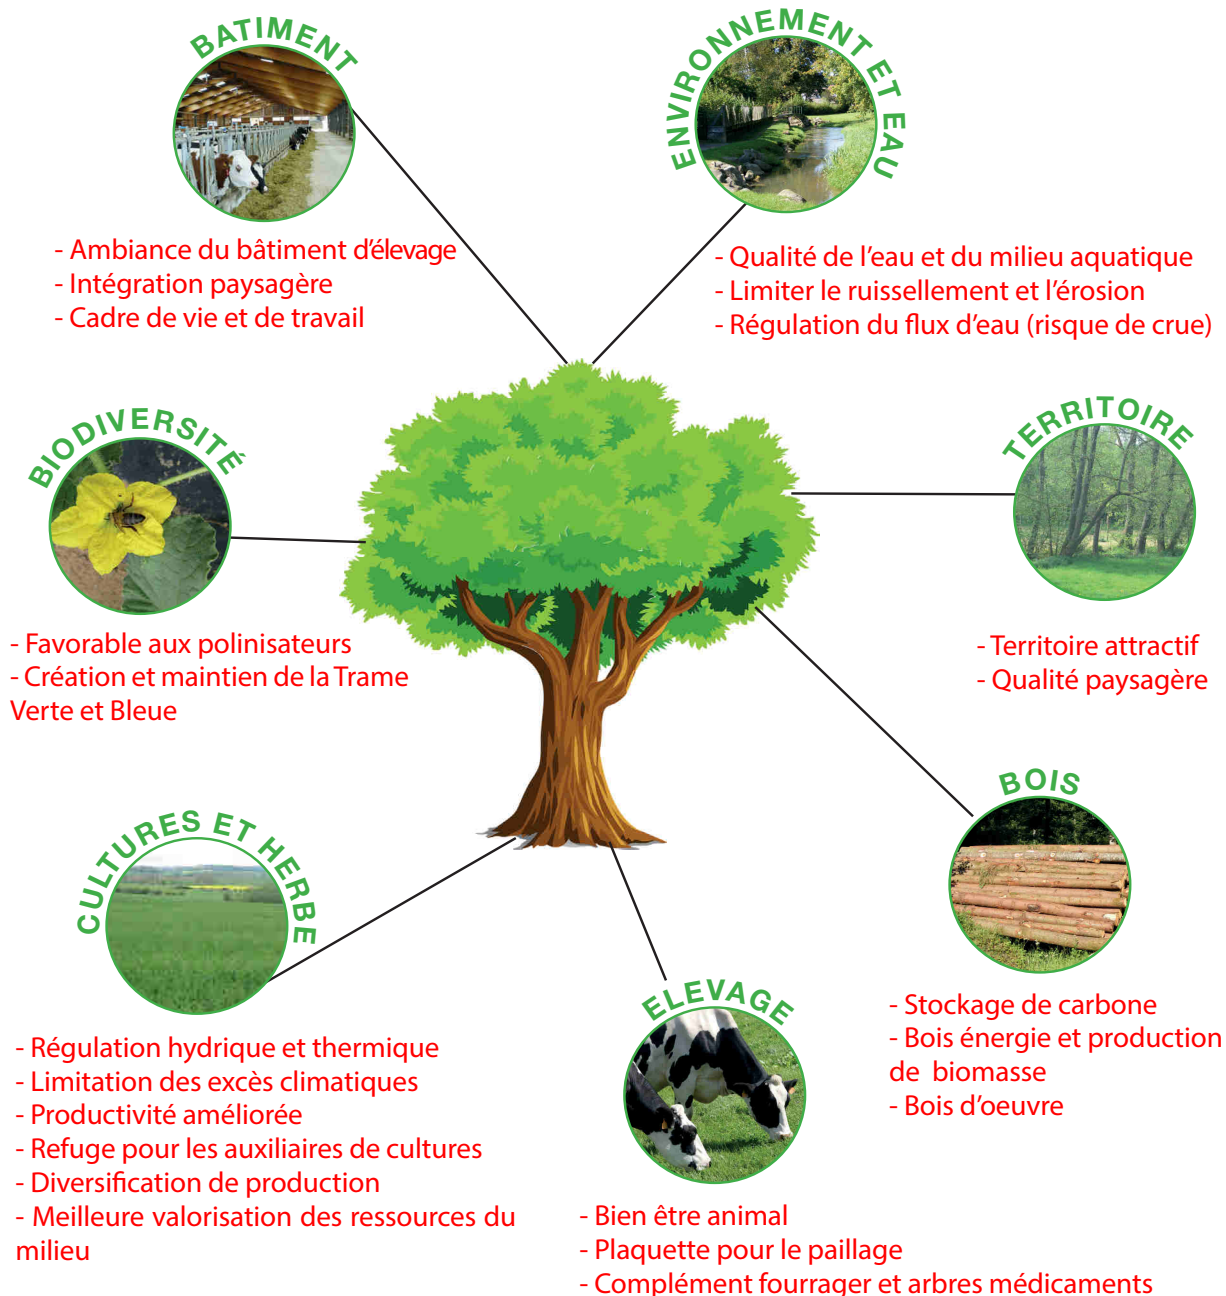 BATIMENT
- Ambiance du bâtiment d'élevage
- Intégration paysagère
- Cadre de vie et de travail
ENVIRONNEMENT ET EAU
- Qualité de l'eau et du milieu aquatique
- Limiter le ruissellement et l'érosion
- Régulation du flux d'eau (risque de crue)
BIODIVERSITÉ
- Favorable aux polinisateurs
- Création et maintien de la Trame
Verte et Bleue
TERRITOIRE
- Territoire attractif
- Qualité paysagère
CULTURES ET HERBE
- Régulation hydrique et thermique
- Limitation des excès climatiques
- Productivité améliorée
- Refuge pour les auxiliaires de cultures
- Diversification de production
- Meilleure valorisation des ressources du
milieu
ELEVAGE
- Bien être animal
- Plaquette pour le paillage
- Complément fourrager et arbres médicaments
BOIS
- Stockage de carbone
- Bois énergie et production
de biomasse
- Bois d'oeuvre